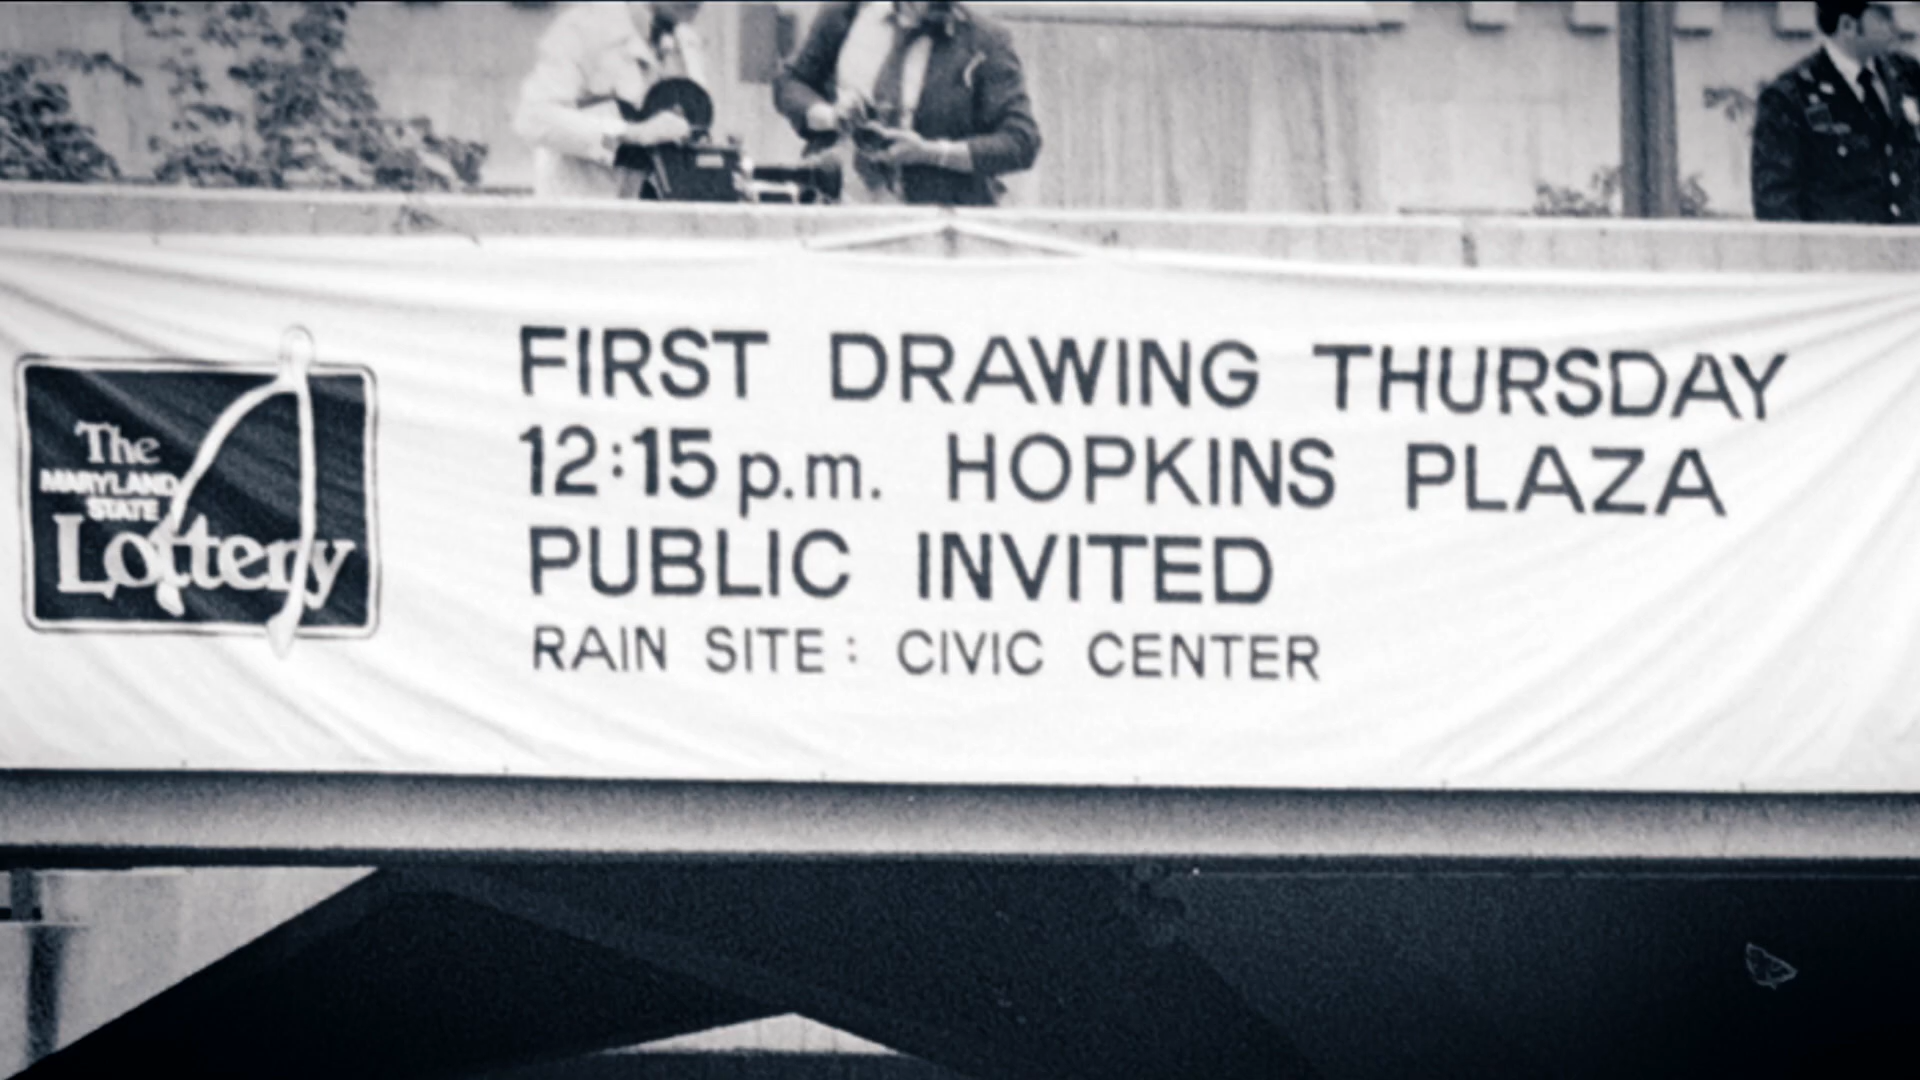 The
MARYLAND
STATE
Lottery
FIRST DRAWING THURSDAY
12:15 p.m. HOPKINS PLAZA
PUBLIC INVITED
RAIN SITE: CIVIC CENTER